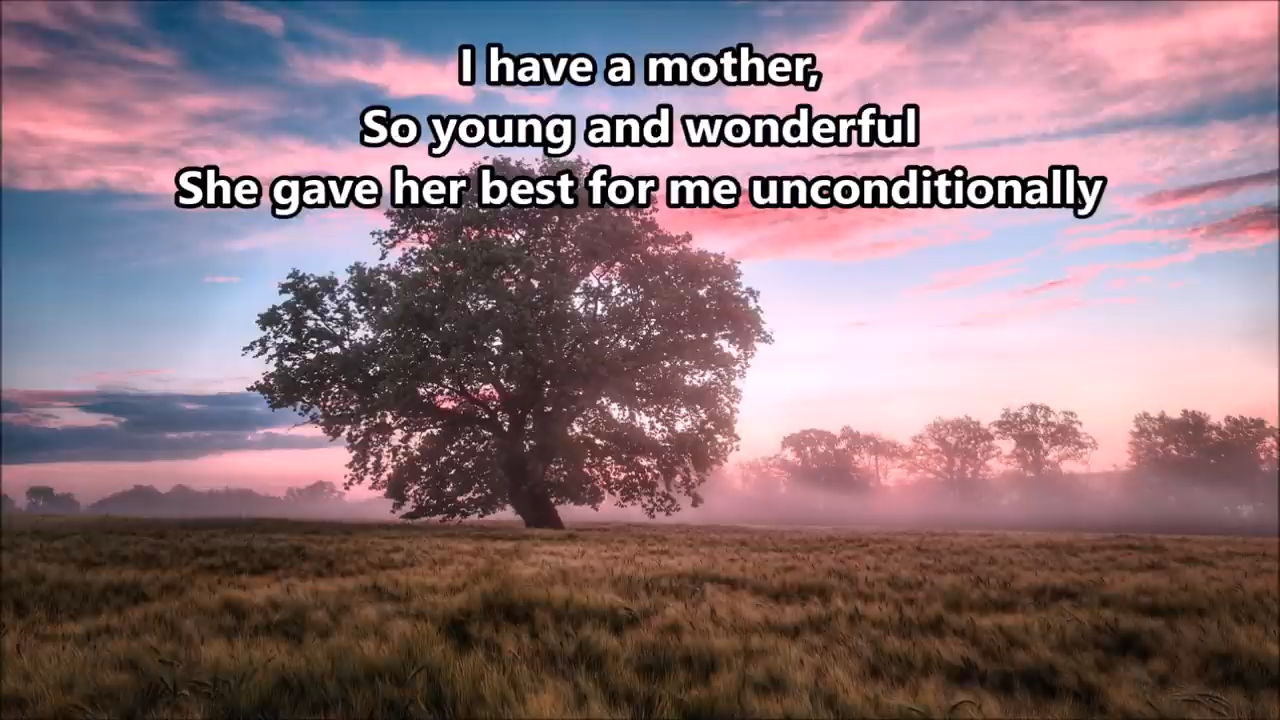 I have a mother,
So young and wonderful
She gave her best for me unconditionally